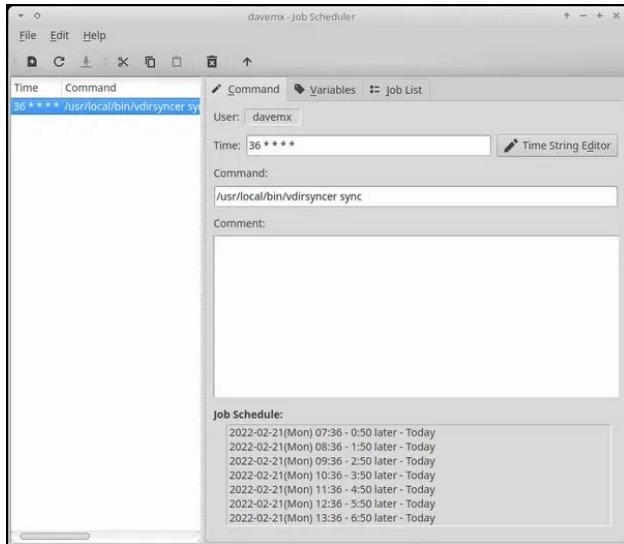 davemx - Job Scheduler
File Edit Help
Time Command
36 * * * * /usr/local/bin/vdirsyncer sy
Command Variables Job List
User: davemx
Time: 36 * * * * Time String Editor
Command:
/usr/local/bin/vdirsyncer sync
Comment:
Job Schedule:
2022-02-21(Mon) 07:36 - 0:50 later - Today
2022-02-21(Mon) 08:36 - 1:50 later - Today
2022-02-21(Mon) 09:36 - 2:50 later - Today
2022-02-21(Mon) 10:36 - 3:50 later - Today
2022-02-21(Mon) 11:36 - 4:50 later - Today
2022-02-21(Mon) 12:36 - 5:50 later - Today
2022-02-21(Mon) 13:36 - 6:50 later - Today